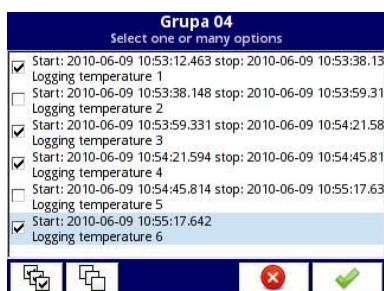 Grupa 04
Select one or many options
Start: 2010-06-09 10:53:12.463 stop: 2010-06-09 10:53:38.13
Logging temperature 1
Start: 2010-06-09 10:53:38.148 stop: 2010-06-09 10:53:59.31
Logging temperature 2
Start: 2010-06-09 10:53:59.331 stop: 2010-06-09 10:54:21.58
Logging temperature 3
Start: 2010-06-09 10:54:21.594 stop: 2010-06-09 10:54:45.81
Logging temperature 4
Start: 2010-06-09 10:54:45.814 stop: 2010-06-09 10:55:17.63
Logging temperature 5
Start: 2010-06-09 10:55:17.642
Logging temperature 6